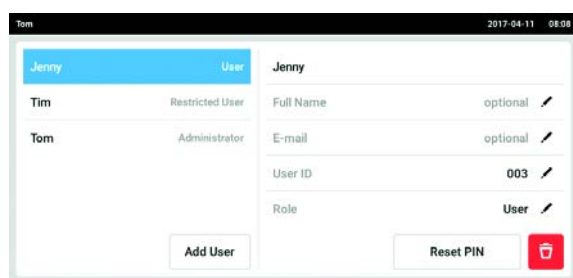 Tom 2017-04-11 08:08
Jenny User
Tim Restricted User
Tom Administrator
Add User
Jenny
Full Name optional
E-mail optional
User ID 003
Role User
Reset PIN